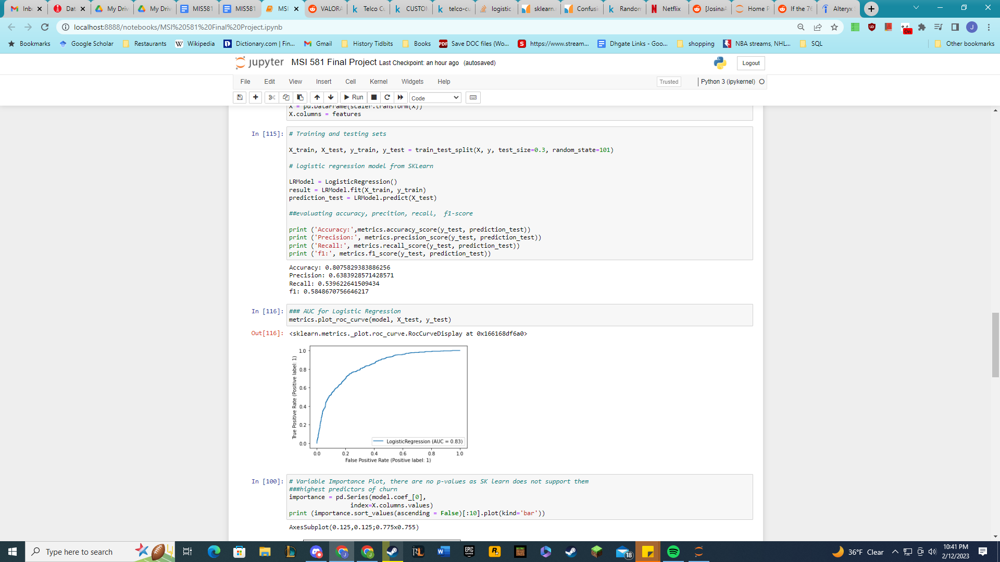 Inbo
Dat
My Driv
My Driv
MIS581
MIS581
MSI
VALORA
Telco Cu
CUSTOM
telco-cu
logistic
sklearn.
Confusi
Random
Netflix
[JosinaA
Home P
If the 76
Alteryx
localhost:8888/notebooks/MSI%20581%20Final%20Project.ipynb
On
J
Bookmarks
Google Scholar
Restaurants
Wikipedia
Dictionary.com | Fin...
Gmail
History Tidbits
Books
Save DOC files (Wo...
https://www.stream...
Dhgate Links - Goo...
shopping
NBA streams, NHL...
SQL
Other bookmarks
jupyter MSI 581 Final Project Last Checkpoint: an hour ago (autosaved)
Logout
File Edit View Insert Cell Kernel Widgets Help
Trusted
Python 3 (ipykernel)
Run
Code
X = pd.DataFrame(scaler.transform(X))
X.columns = features
In [115]:
# Training and testing sets
X_train, X_test, y_train, y_test = train_test_split(X, y, test_size=0.3, random_state=101)
# logistic regression model from SKLearn
LRModel = LogisticRegression()
result = LRModel.fit(X_train, y_train)
prediction_test = LRModel.predict(X_test)
##evaluating accuracy, precition, recall,  f1-score
print ('Accuracy:',metrics.accuracy_score(y_test, prediction_test))
print ('Precision:', metrics.precision_score(y_test, prediction_test))
print ('Recall:', metrics.recall_score(y_test, prediction_test))
print ('f1:', metrics.f1_score(y_test, prediction_test))
Accuracy: 0.8075829383886256
Precision: 0.6383928571428571
Recall: 0.539622641509434
f1: 0.5848670756646217
In [116]:
### AUC for Logistic Regression
metrics.plot_roc_curve(model, X_test, y_test)
Out[116]:
<sklearn.metrics._plot.roc_curve.RocCurveDisplay at 0x166168df6a0>
True Positive Rate (Positive label: 1)
1.0
0.8
0.6
0.4
0.2
0.0
LogisticRegression (AUC = 0.83)
0.0 0.2 0.4 0.6 0.8 1.0
False Positive Rate (Positive label: 1)
In [100]:
# Variable Importance Plot, there are no p-values as SK learn does not support them
###highest predictors of churn
importance = pd.Series(model.coef_[0],
index=X.columns.values)
print (importance.sort_values(ascending = False)[:10].plot(kind='bar'))
AxesSubplot(0.125,0.125;0.775x0.755)
Type here to search
18
36°F Clear
10:41 PM
2/12/2023